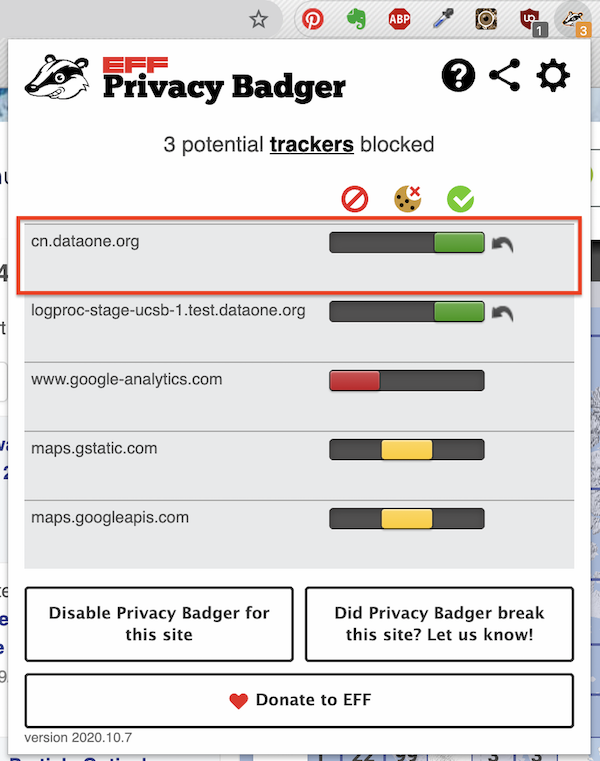 ABP
uo
1
3
EFF
Privacy Badger
?
3 potential trackers blocked
cn.dataone.org
logproc-stage-ucsb-1.test.dataone.org
www.google-analytics.com
maps.gstatic.com
maps.googleapis.com
Disable Privacy Badger for
this site
Did Privacy Badger break
this site? Let us know!
Donate to EFF
version 2020.10.7